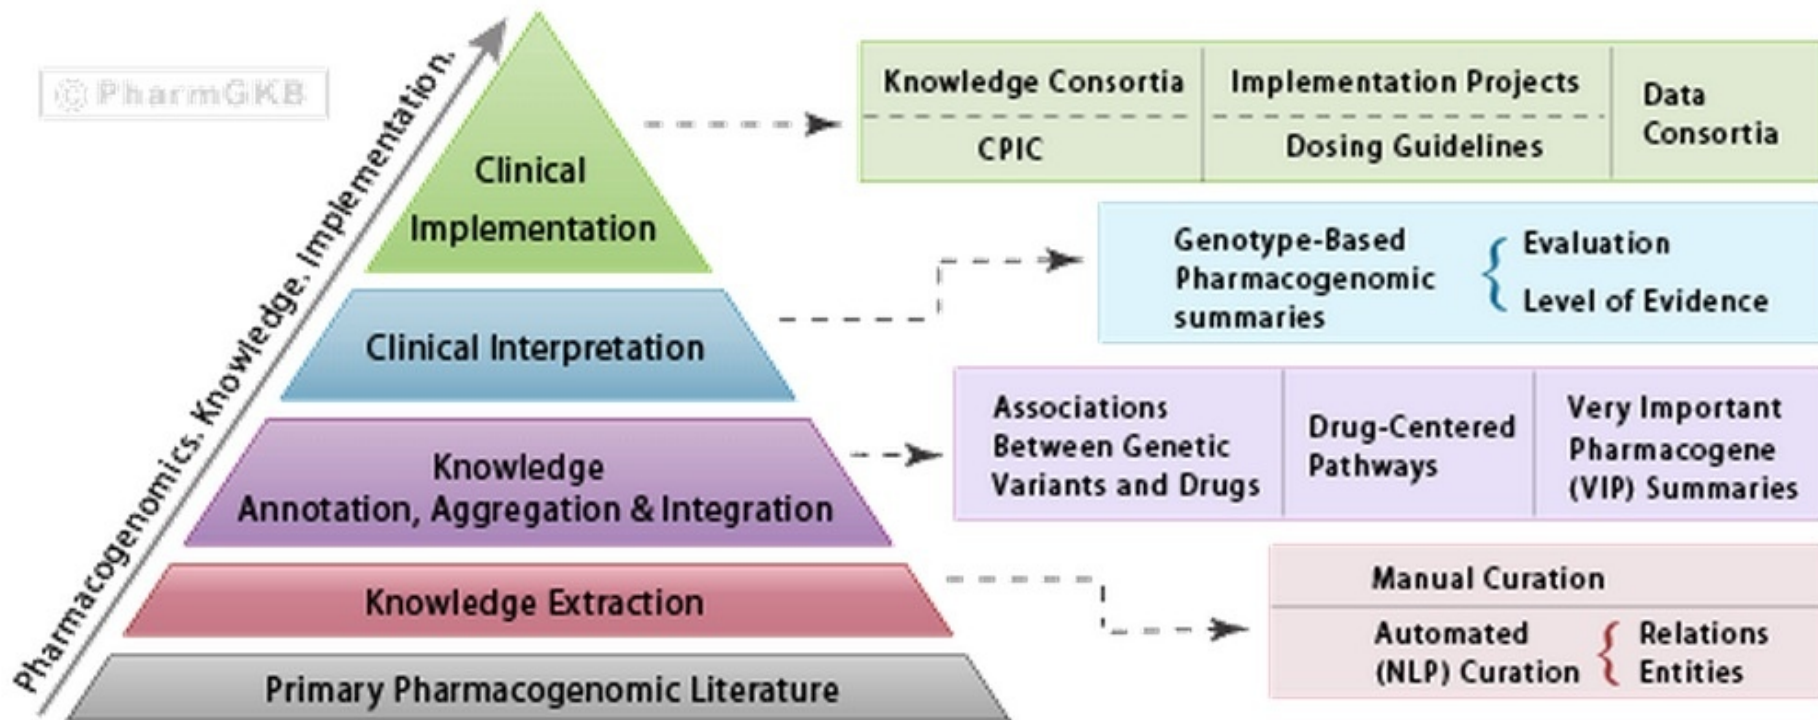 © PharmGKB
Pharmacogenomics. Knowledge. Implementation.
Clinical
Implementation
Clinical Interpretation
Knowledge
Annotation, Aggregation & Integration
Knowledge Extraction
Primary Pharmacogenomic Literature
Knowledge Consortia
CPIC
Implementation Projects
Dosing Guidelines
Data
Consortia
Genotype-Based
Pharmacogenomic
summaries
Evaluation
Level of Evidence
Associations
Between Genetic
Variants and Drugs
Drug-Centered
Pathways
Very Important
Pharmacogene
(VIP) Summaries
Manual Curation
Automated
(NLP) Curation
Relations
Entities